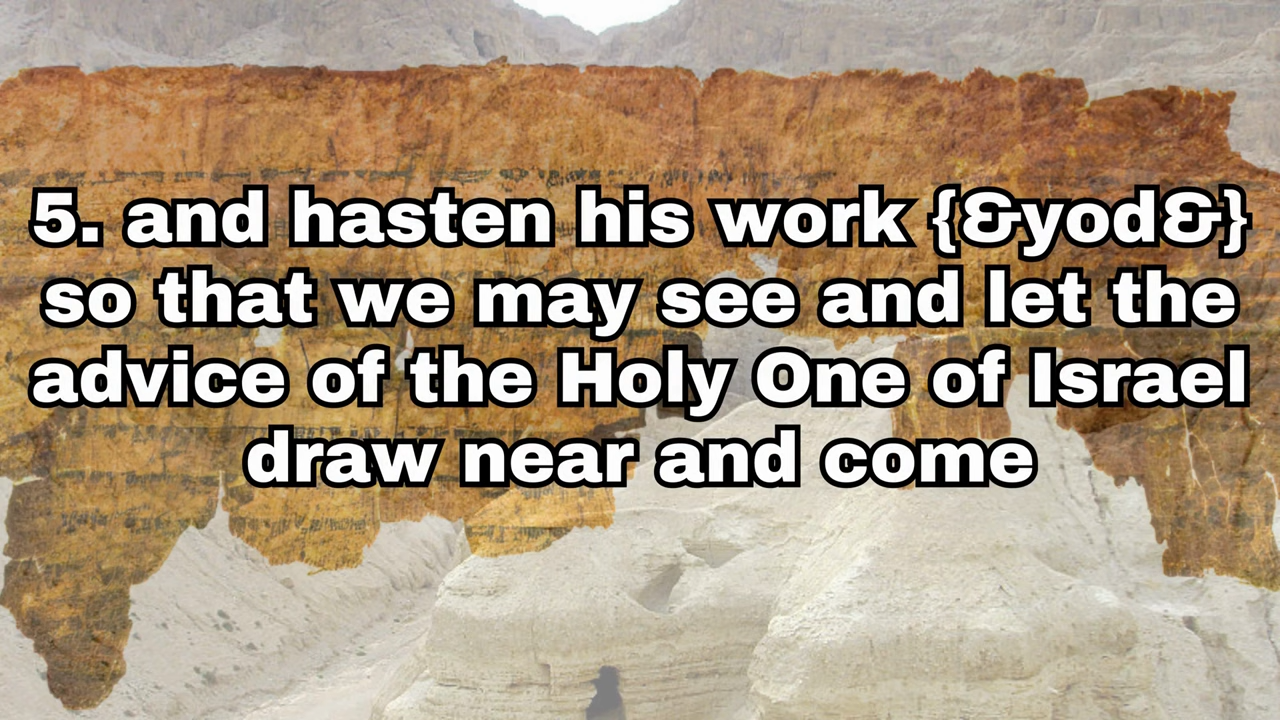 5. and hasten his work {&yod&}
so that we may see and let the
advice of the Holy One of Israel
draw near and come